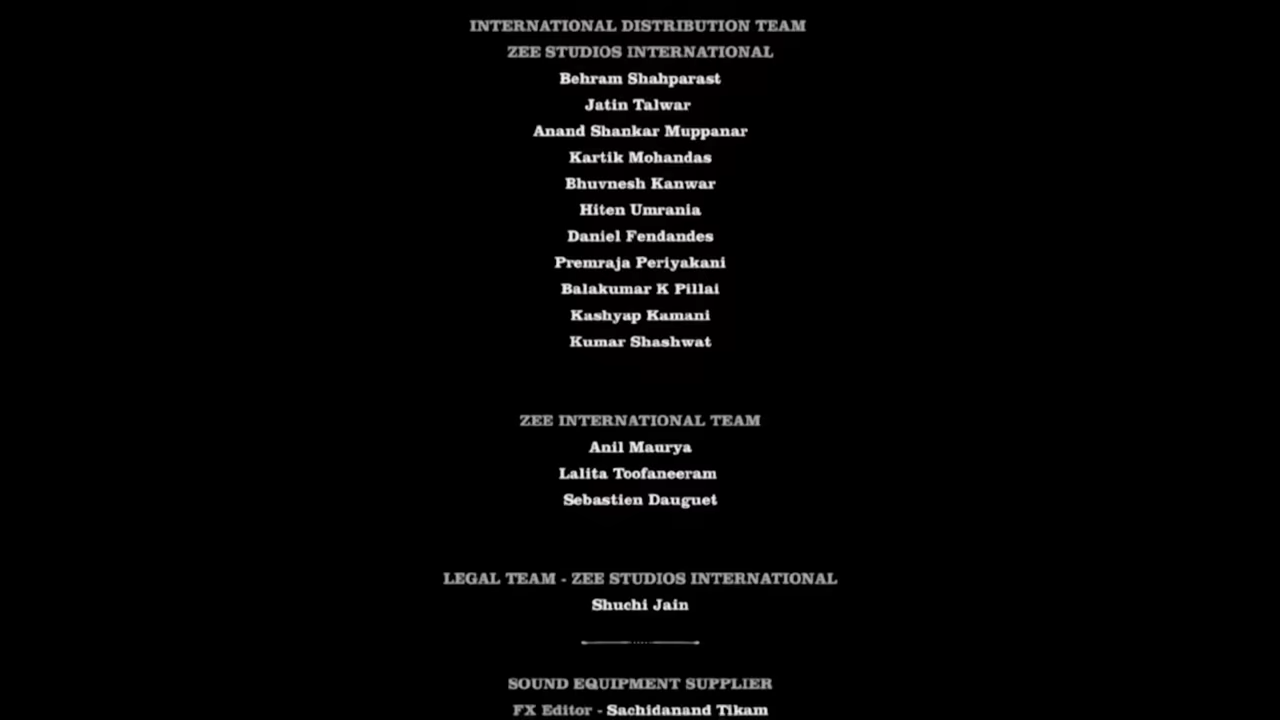 INTERNATIONAL DISTRIBUTION TEAM
ZEE STUDIOS INTERNATIONAL
Behram Shahparast
Jatin Talwar
Anand Shankar Muppanar
Kartik Mohandas
Bhuvnesh Kanwar
Hiten Umrania
Daniel Fendandes
Premraja Periyakani
Balakumar K Pillai
Kashyap Kamani
Kumar Shashwat
ZEE INTERNATIONAL TEAM
Anil Maurya
Lalita Toofaneeram
Sebastien Dauguet
LEGAL TEAM - ZEE STUDIOS INTERNATIONAL
Shuchi Jain
SOUND EQUIPMENT SUPPLIER
FX Editor - Sachidanand Tikam